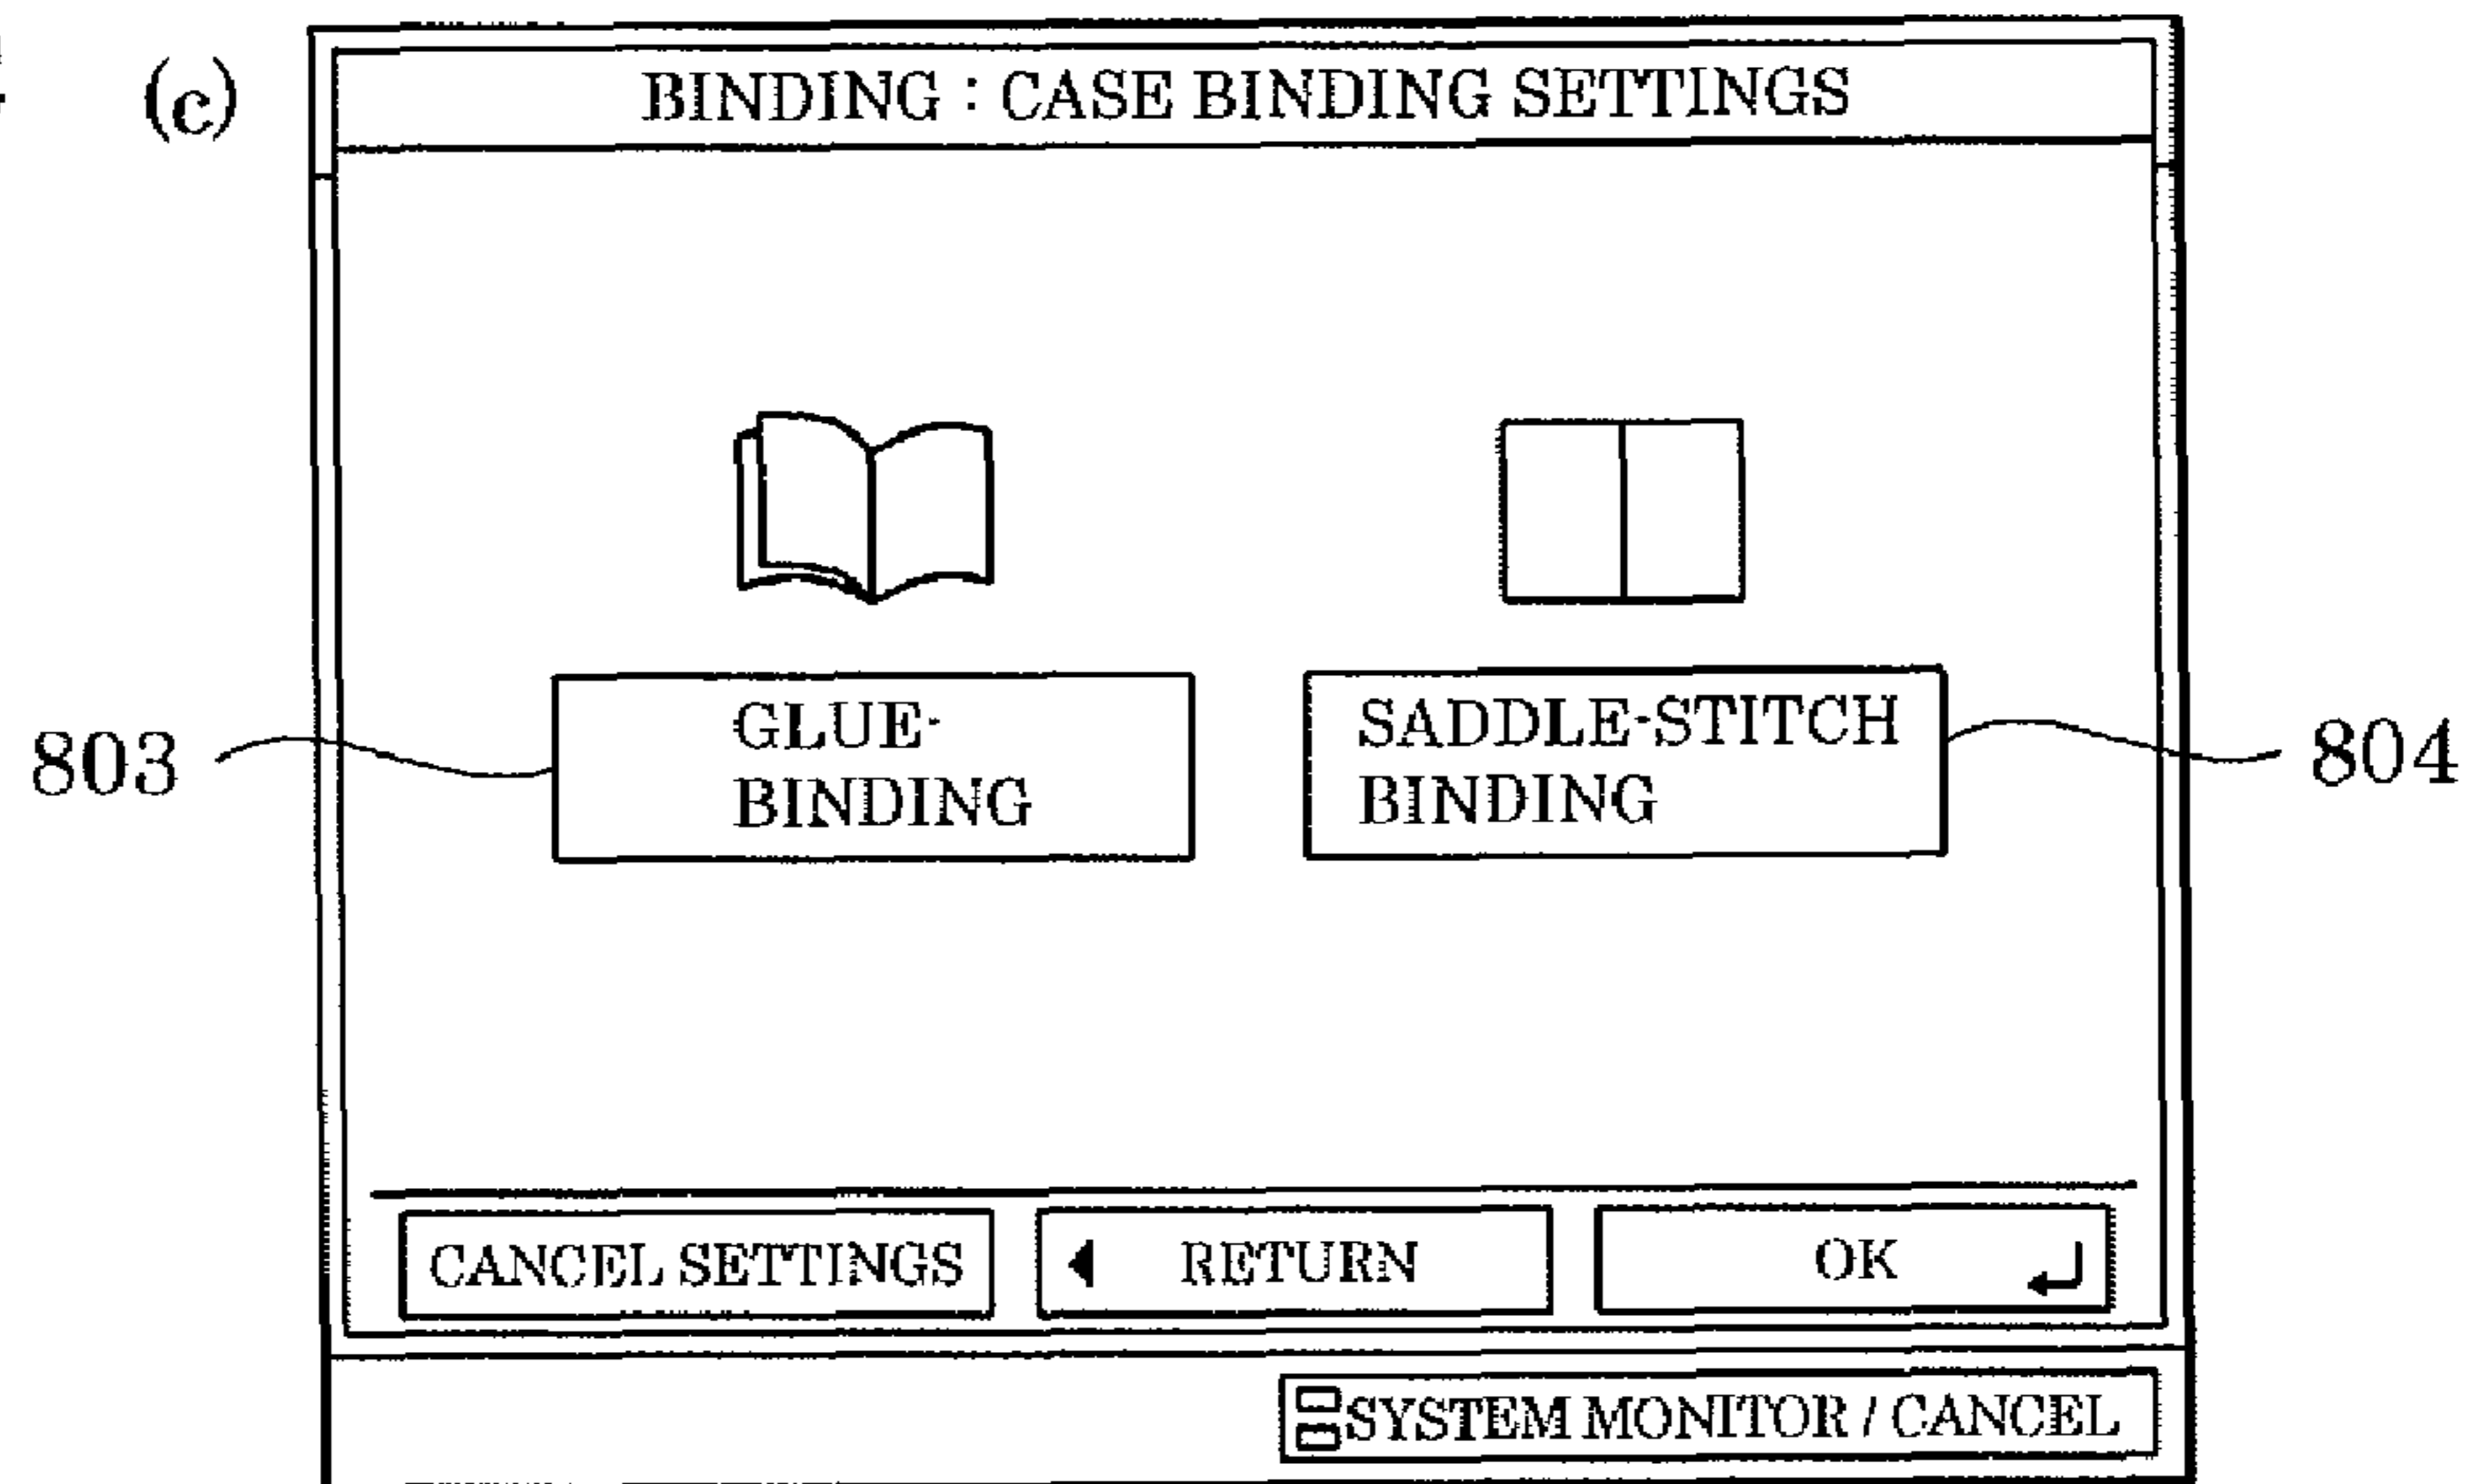 (c)
BINDING : CASE BINDING SETTINGS
803
GLUE-
BINDING
SADDLE-STITCH
BINDING
804
CANCEL SETTINGS
RETURN
OK
SYSTEM MONITOR / CANCEL